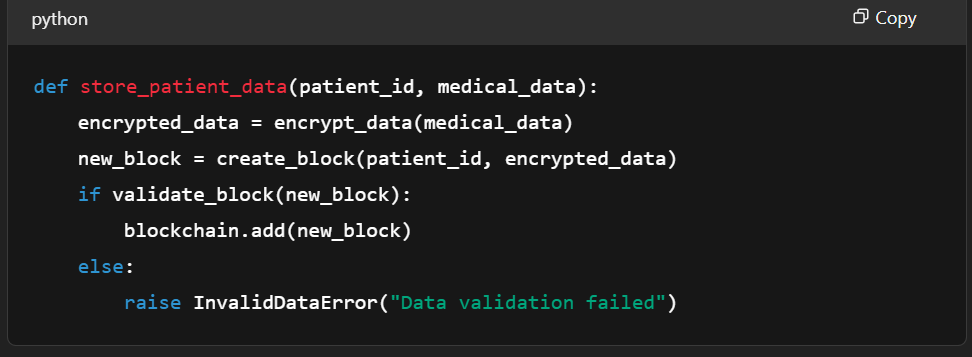 python
Copy
def store_patient_data(patient_id, medical_data):
    encrypted_data = encrypt_data(medical_data)
    new_block = create_block(patient_id, encrypted_data)
    if validate_block(new_block):
        blockchain.add(new_block)
    else:
        raise InvalidDataError("Data validation failed")